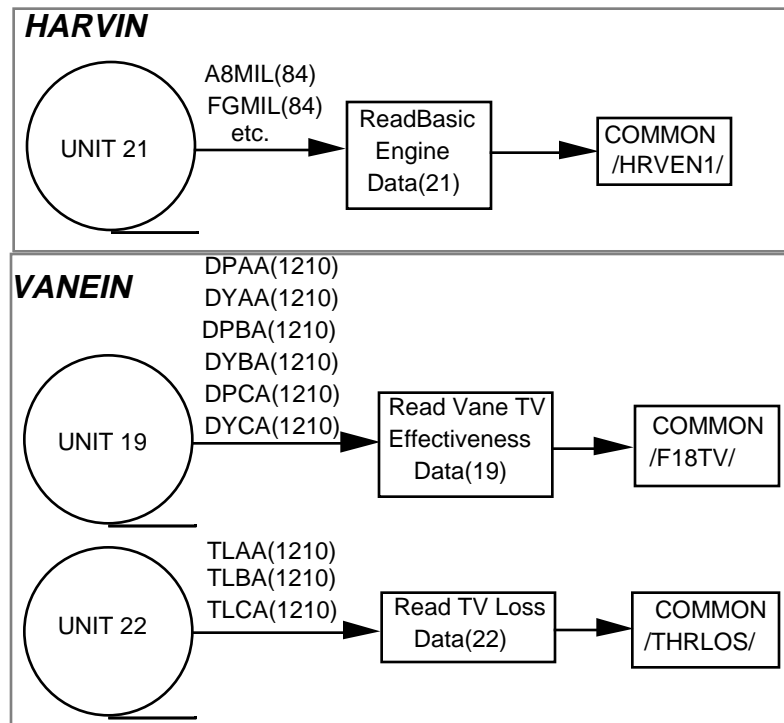 HARVIN
A8MIL(84)
FGMIL(84)
etc.
UNIT 21
ReadBasic
Engine
Data(21)
COMMON
/HRVEN1/
VANEIN
DPAA(1210)
DYAA(1210)
DPBA(1210)
DYBA(1210)
DPCA(1210)
DYCA(1210)
UNIT 19
Read Vane TV
Effectiveness
Data(19)
COMMON
/F18TV/
TLAA(1210)
TLBA(1210)
TLCA(1210)
UNIT 22
Read TV Loss
Data(22)
COMMON
/THRLOS/